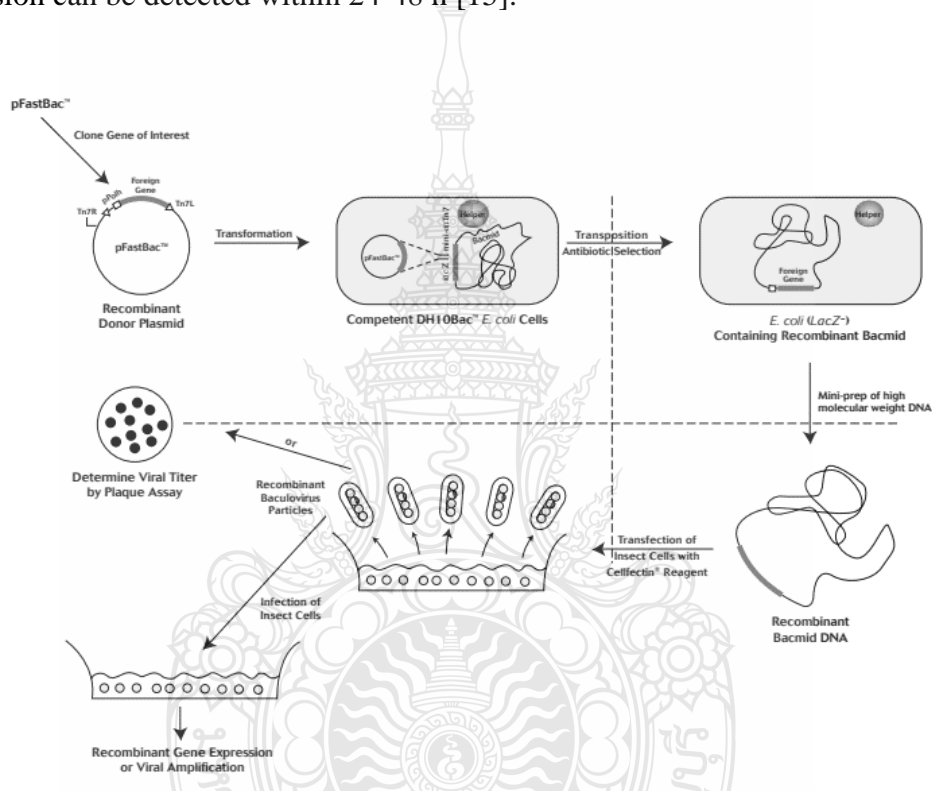 sion can be detected within 24-48 h [15].
pFastBac™
Clone Gene of Interest
Foreign
Gene
pPolh
Tn7R
Tn7L
pFastBac™
Recombinant
Donor Plasmid
Transformation
Helper
Bacmid
mini-attTn7
lacZ
pFastBac™
Competent DH10Bac™ E. coli Cells
Transposition
Antibiotic Selection
Helper
Foreign
Gene
E. coli (LacZ-)
Containing Recombinant Bacmid
Mini-prep of high
molecular weight DNA
Determine Viral Titer
by Plaque Assay
or
Recombinant
Baculovirus
Particles
Transfection of
Insect Cells with
Cellfectin® Reagent
Recombinant
Bacmid DNA
Infection of
Insect Cells
Recombinant Gene Expression
or Viral Amplification